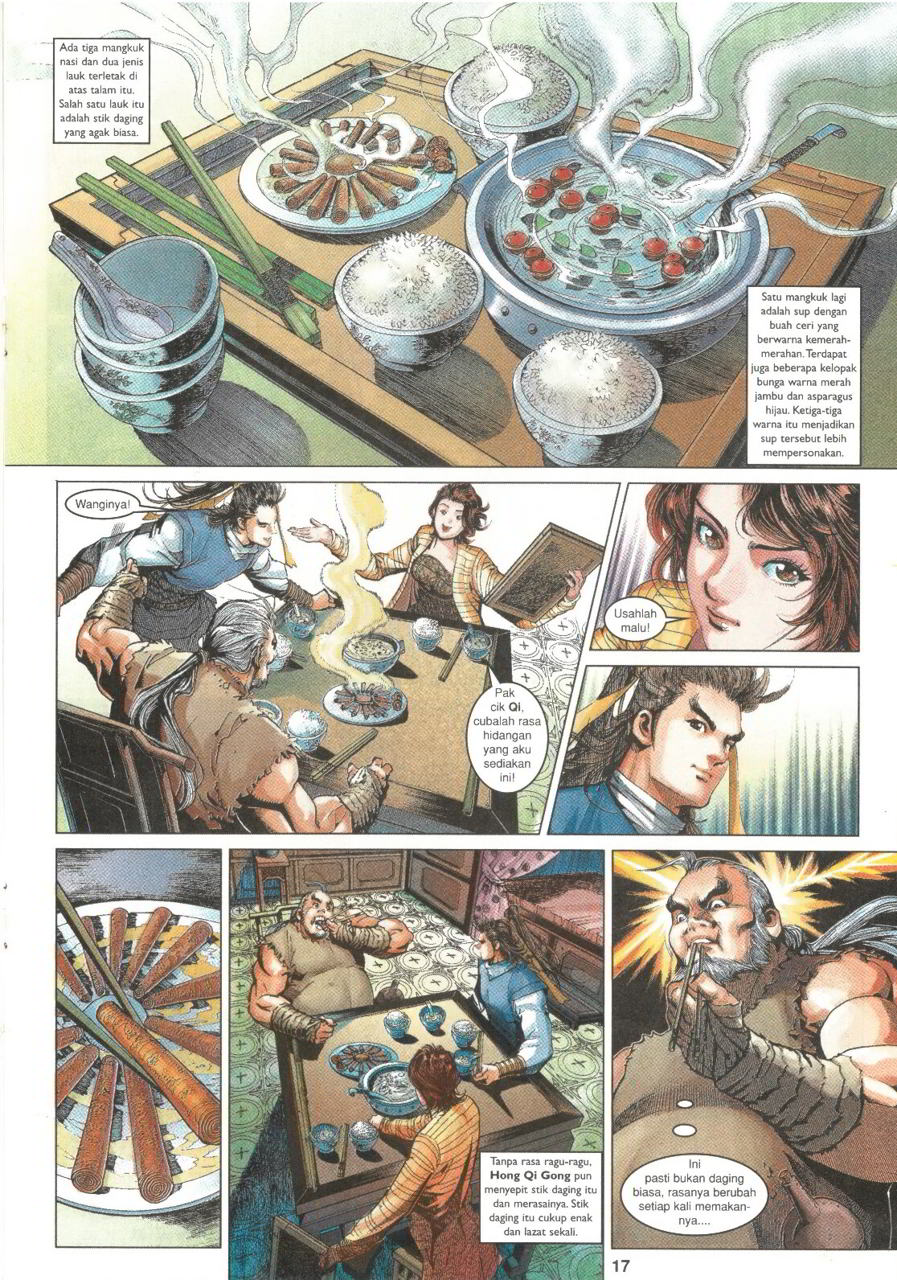 Ada tiga mangkuk
nasi dan dua jenis
lauk terletak di
atas talam itu.
Salah satu lauk itu
adalah stik daging
yang agak biasa.
Satu mangkuk lagi
adalah sup dengan
buah ceri yang
berwarna kemerah-
merahan. Terdapat
juga beberapa kelopak
bunga warna merah
jambu dan asparagus
hijau. Ketiga-tiga
warna itu menjadikan
sup tersebut lebih
mempersonakan.
Wanginya!
Pak
cik Qi,
cubalah rasa
hidangan
yang aku
sediakan
ini!
Usahlah
malu!
Tanpa rasa ragu-ragu,
Hong Qi Gong pun
menyepit stik daging itu
dan merasainya. Stik
daging itu cukup enak
dan lazat sekali.
Ini
pasti bukan daging
biasa, rasanya berubah
setiap kali memakan-
nya....
17